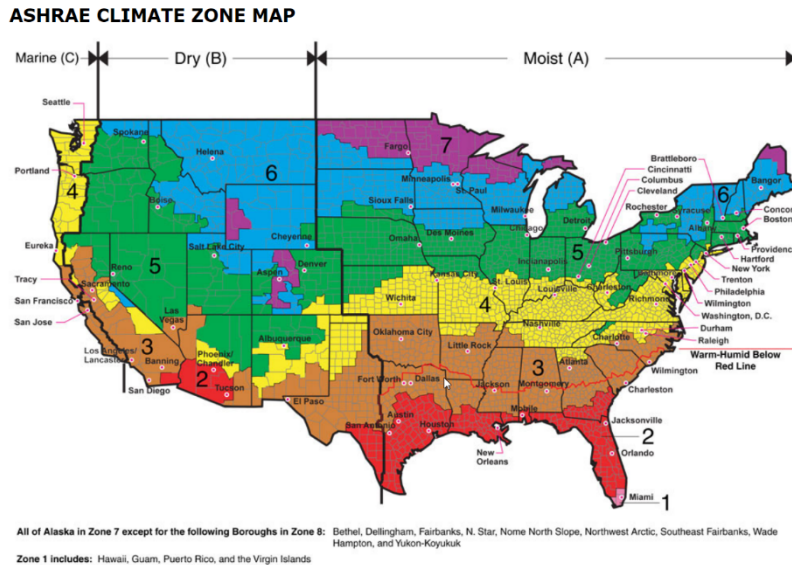 ASHRAE CLIMATE ZONE MAP
Marine (C)
Dry (B)
Moist (A)
Seattle
Spokane
Helena
Fargo
7
Brattleboro
Cincinnatti
Columbus
Cleveland
Portland
4
6
Minneapolis
St. Paul
Bangor
6
Boise
Sioux Falls
Milwaukee
Rochester
Syracuse
Concor
Boston
Eureka
Salt Lake City
Cheyenne
Omaha
Des Moines
Chicago
Detroit
Albany
Providenc
Hartford
New York
Reno
5
Aspen
Denver
Indianapolis
5
Pittsburgh
Trenton
Philadelphia
Tracy
Sacramento
Kansas City
St. Louis
Louisville
Charleston
Wilmington
San Francisco
Wichita
4
Richmond
Washington, D.C.
San Jose
Las
Vegas
Nashville
Durham
Raleigh
3
Albuquerque
Oklahoma City
Little Rock
Charlotte
Los Angeles/
Lancaster
Banning
Phoenix/
Chandler
3
Atlanta
Warm-Humid Below
Red Line
2
Tucson
Fort Worth
Dallas
Jackson
Montgomery
Wilmington
San Diego
El Paso
Charleston
Austin
Mobile
Jacksonville
San Antonio
Houston
2
New
Orleans
Orlando
Miami
1
All of Alaska in Zone 7 except for the following Boroughs in Zone 8: Bethel, Dellingham, Fairbanks, N. Star, Nome North Slope, Northwest Arctic, Southeast Fairbanks, Wade
Hampton, and Yukon-Koyukuk
Zone 1 includes: Hawaii, Guam, Puerto Rico, and the Virgin Islands